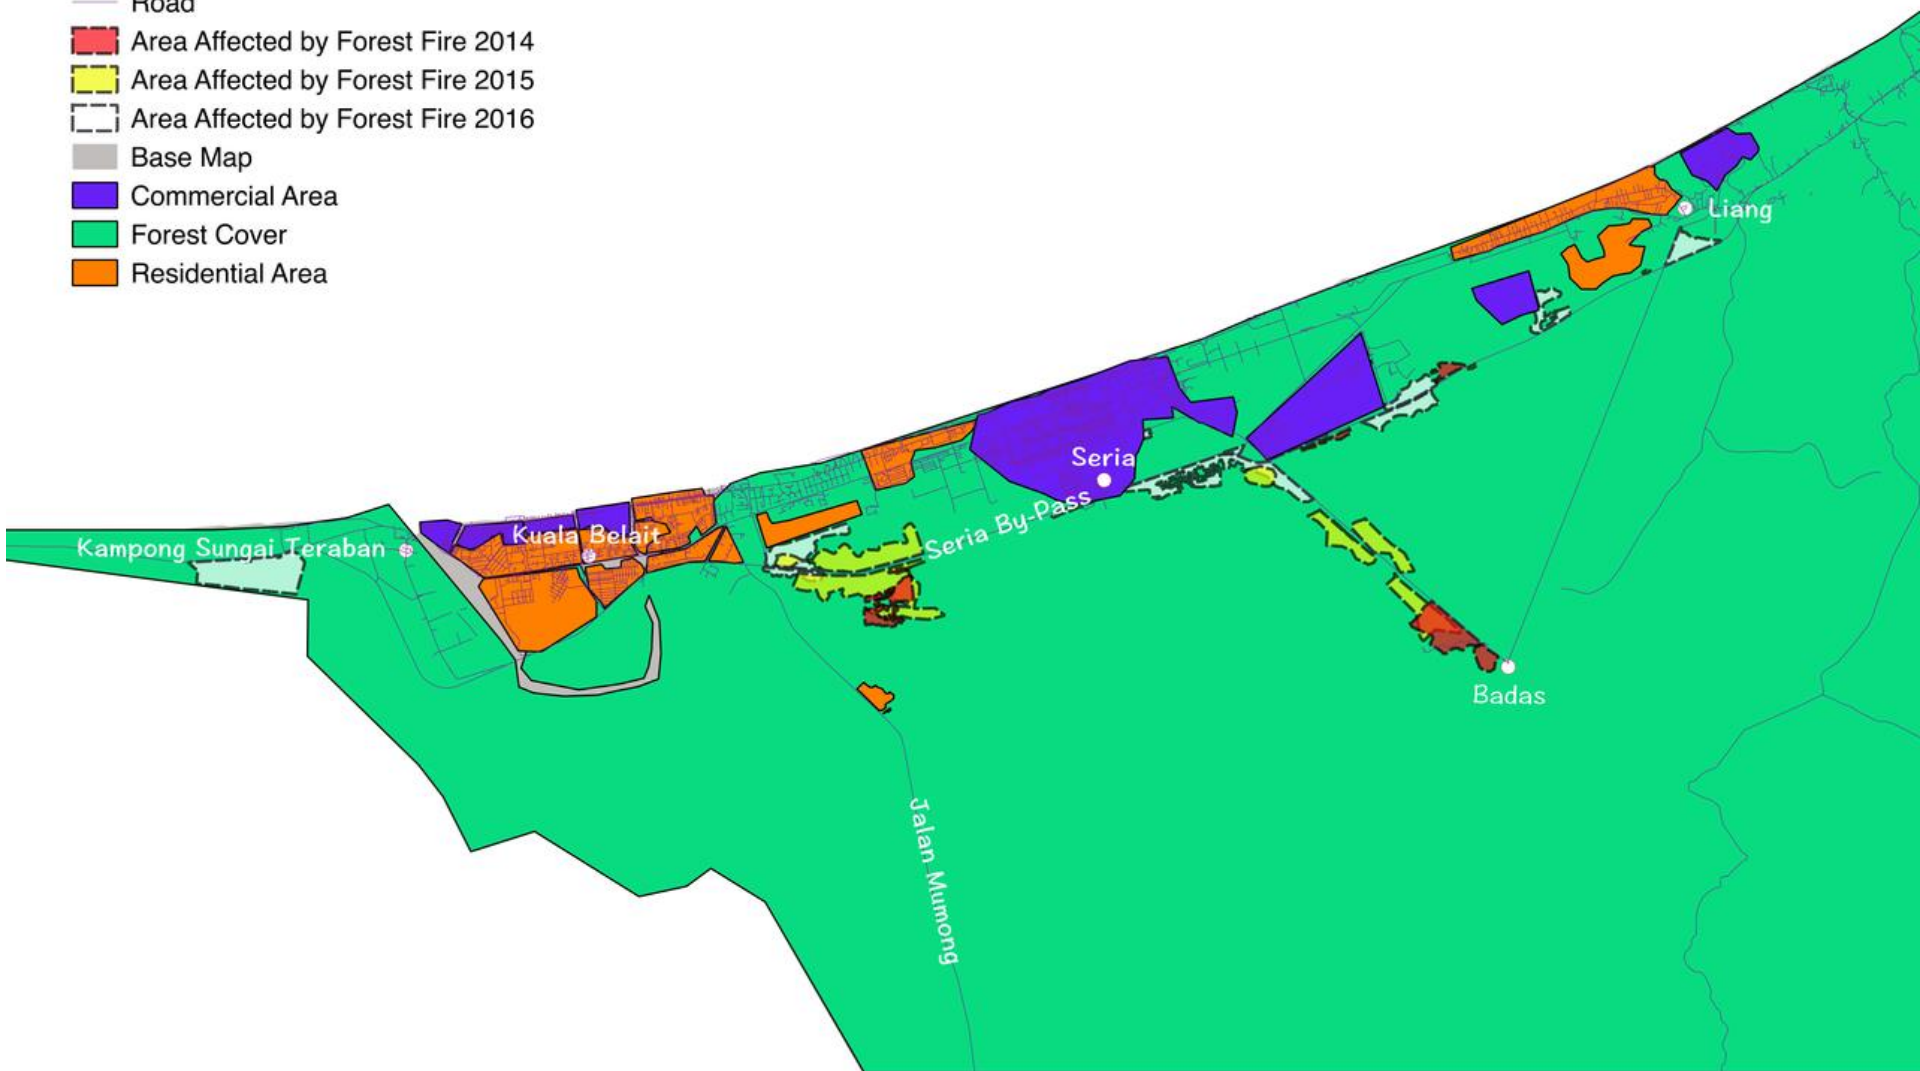 Road
Area Affected by Forest Fire 2014
Area Affected by Forest Fire 2015
Area Affected by Forest Fire 2016
Base Map
Commercial Area
Forest Cover
Residential Area
Liang
Seria
Seria By-Pass
Kuala Belait
Kampong Sungai Teraban
Badas
Jalan Mumong